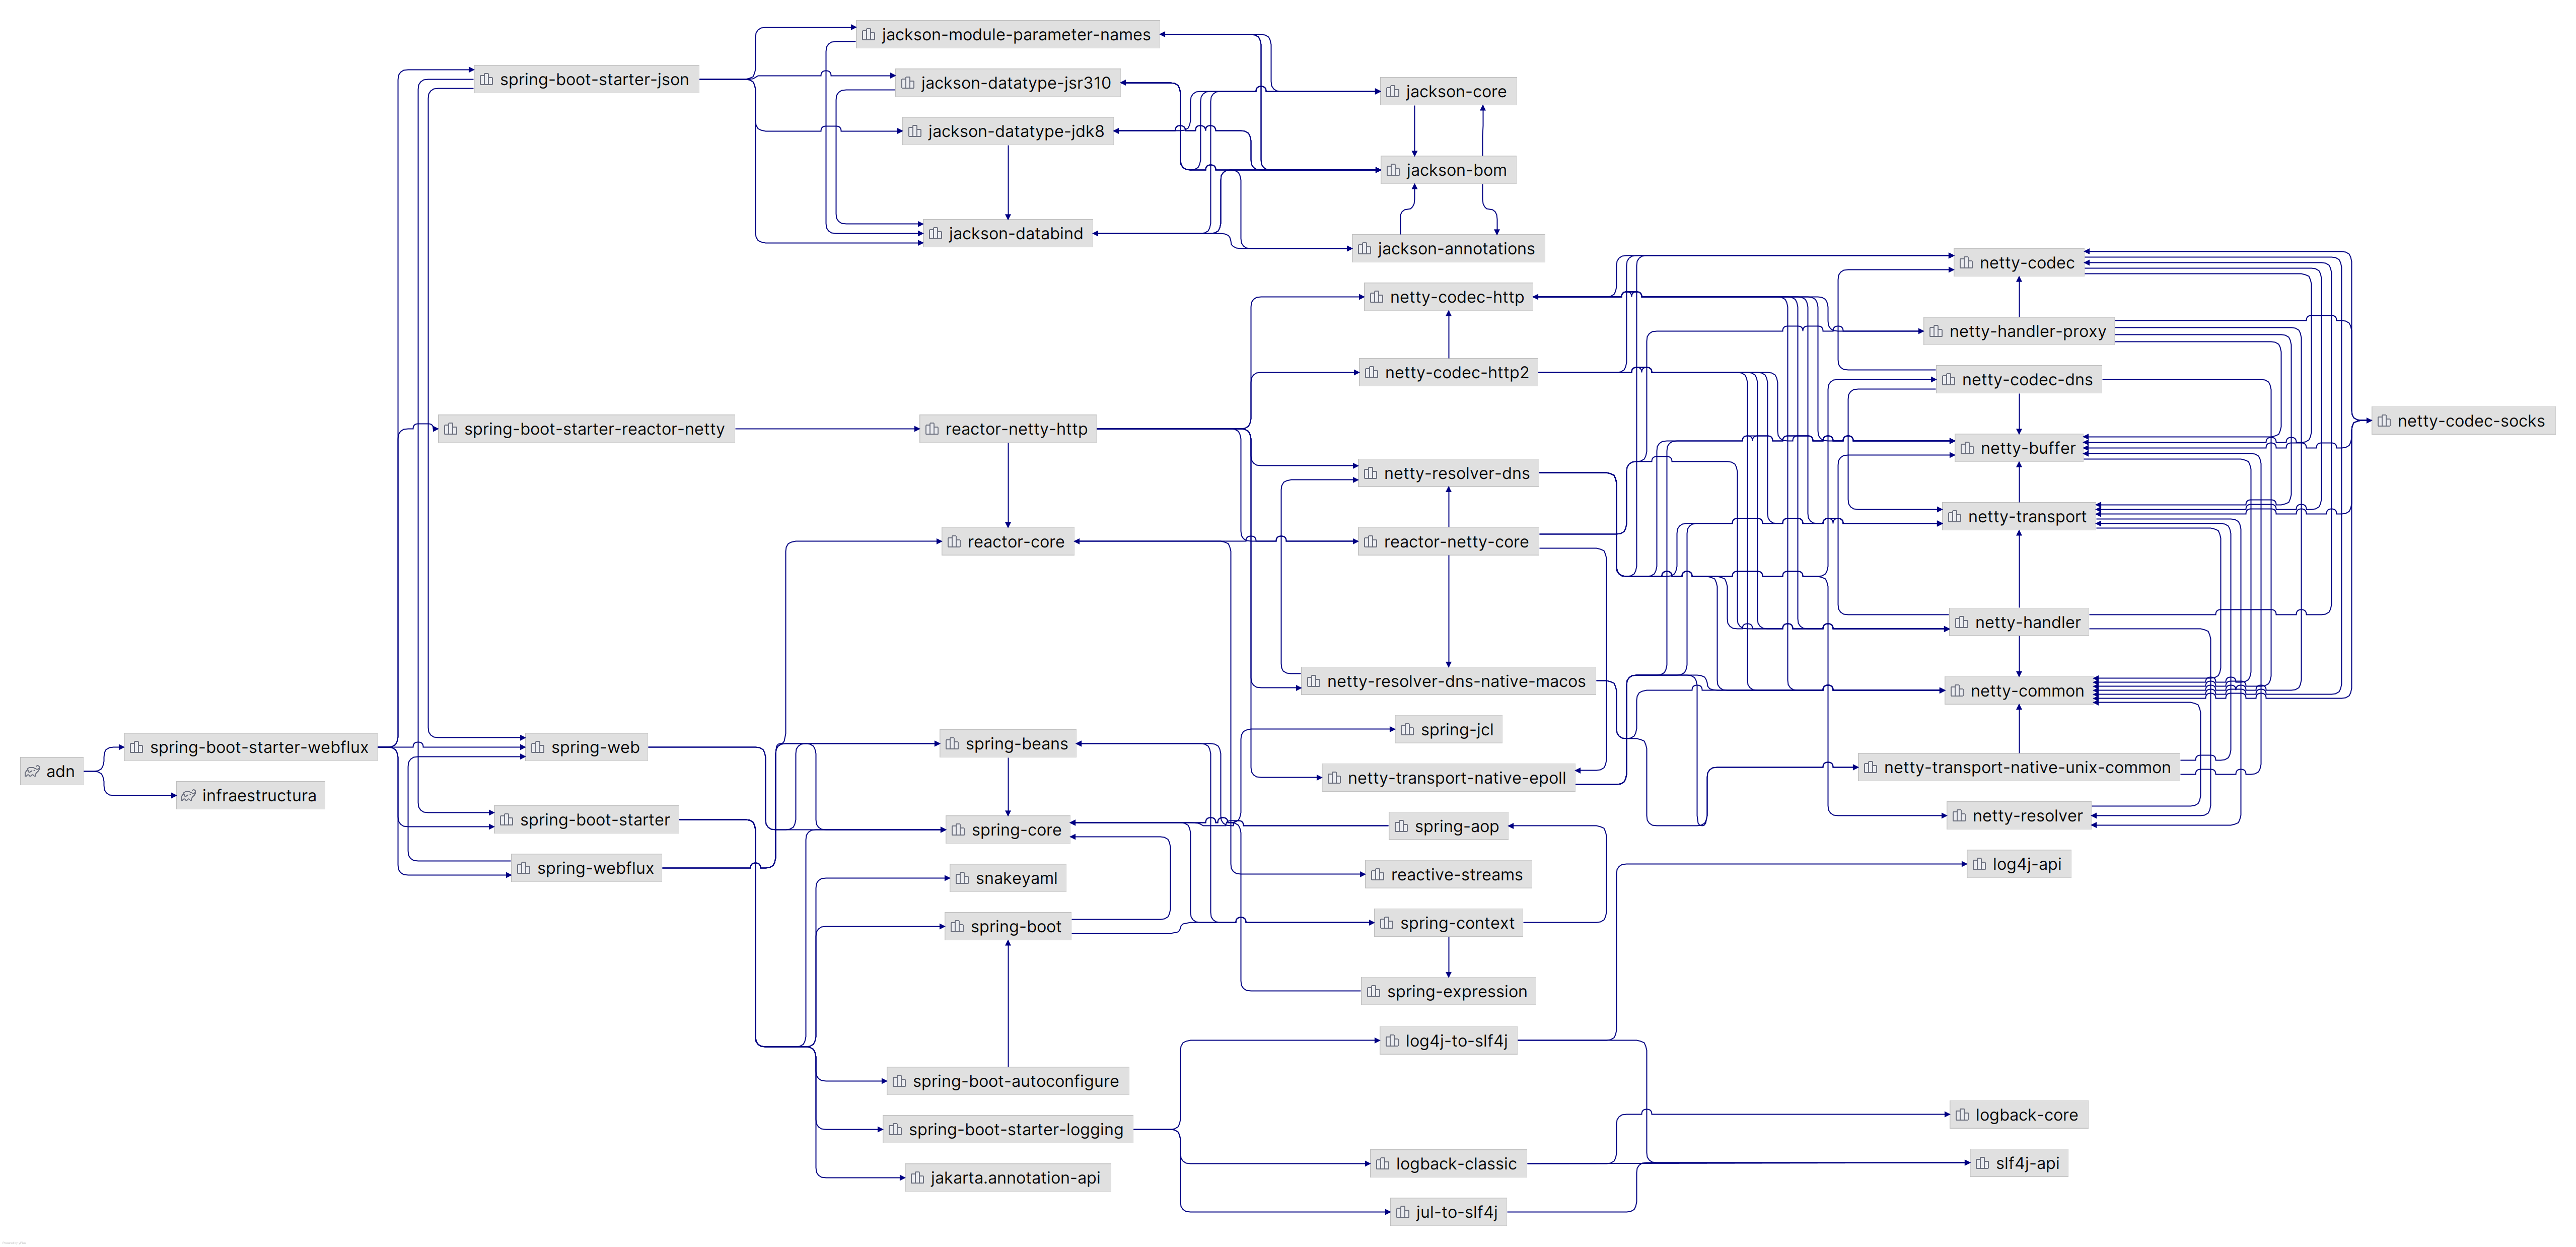 adn
spring-boot-starter-webflux
infraestructura
spring-boot-starter-json
spring-boot-starter-reactor-netty
spring-web
spring-boot-starter
spring-webflux
jackson-module-parameter-names
jackson-datatype-jsr310
jackson-datatype-jdk8
jackson-databind
reactor-netty-http
reactor-core
spring-beans
spring-core
snakeyaml
spring-boot
spring-boot-autoconfigure
spring-boot-starter-logging
jakarta.annotation-api
jackson-core
jackson-bom
jackson-annotations
netty-codec-http
netty-codec-http2
netty-resolver-dns
reactor-netty-core
netty-resolver-dns-native-macos
spring-jcl
netty-transport-native-epoll
spring-aop
reactive-streams
spring-context
spring-expression
log4j-to-slf4j
logback-classic
jul-to-slf4j
netty-codec
netty-handler-proxy
netty-codec-dns
netty-buffer
netty-transport
netty-handler
netty-common
netty-transport-native-unix-common
netty-resolver
log4j-api
logback-core
slf4j-api
netty-codec-socks